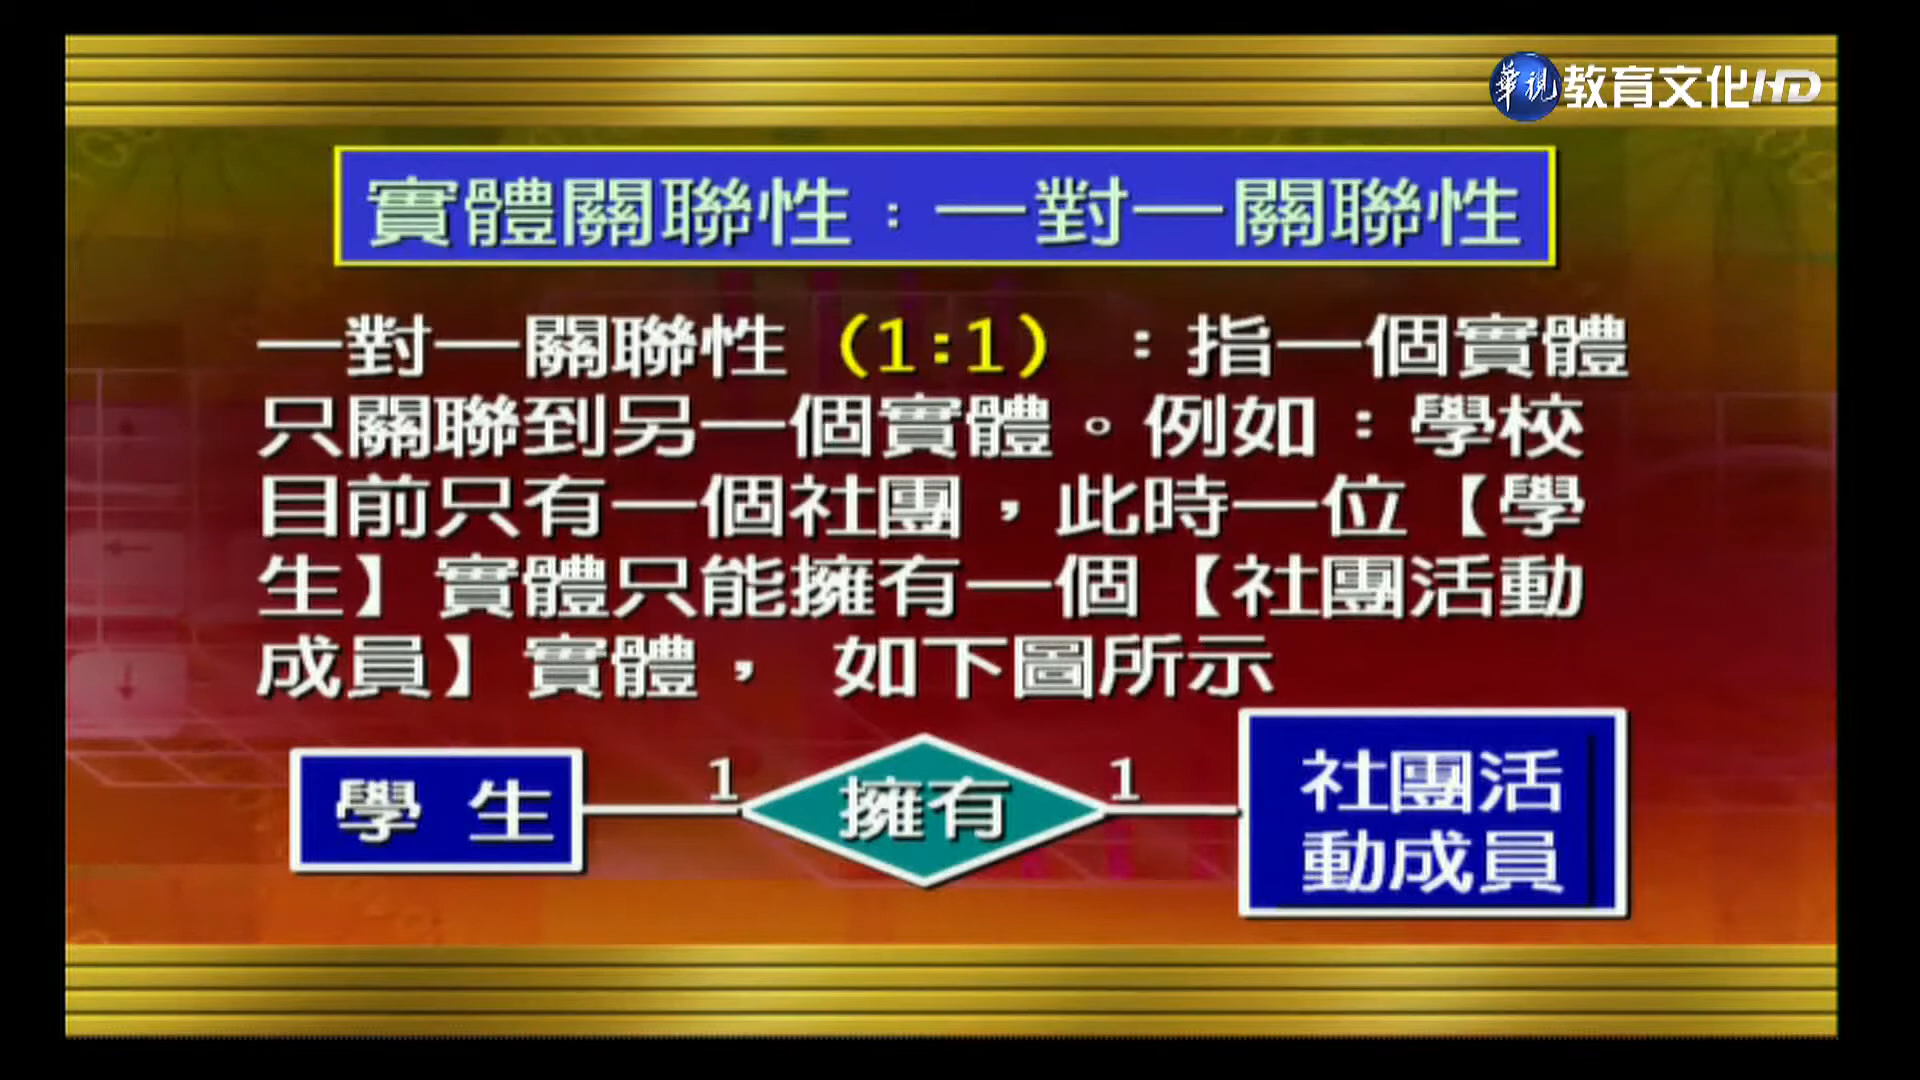 華視 教育文化HD
實體關聯性：一對一關聯性
一對一關聯性（1:1）：指一個實體
只關聯到另一個實體。例如：學校
目前只有一個社團，此時一位【學
生】實體只能擁有一個【社團活動
成員】實體， 如下圖所示
學 生
1
擁有
1
社團活
動成員